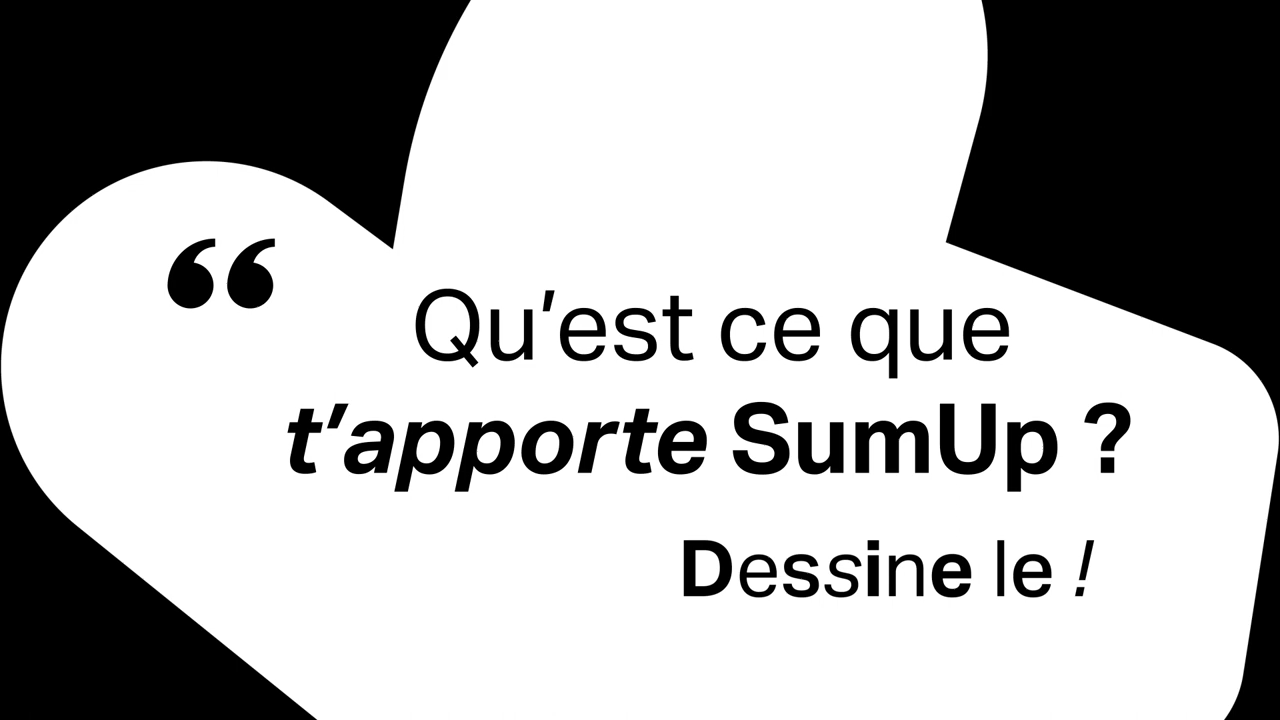 “
Qu’est ce que
t’apporte SumUp ?
Dessine le !